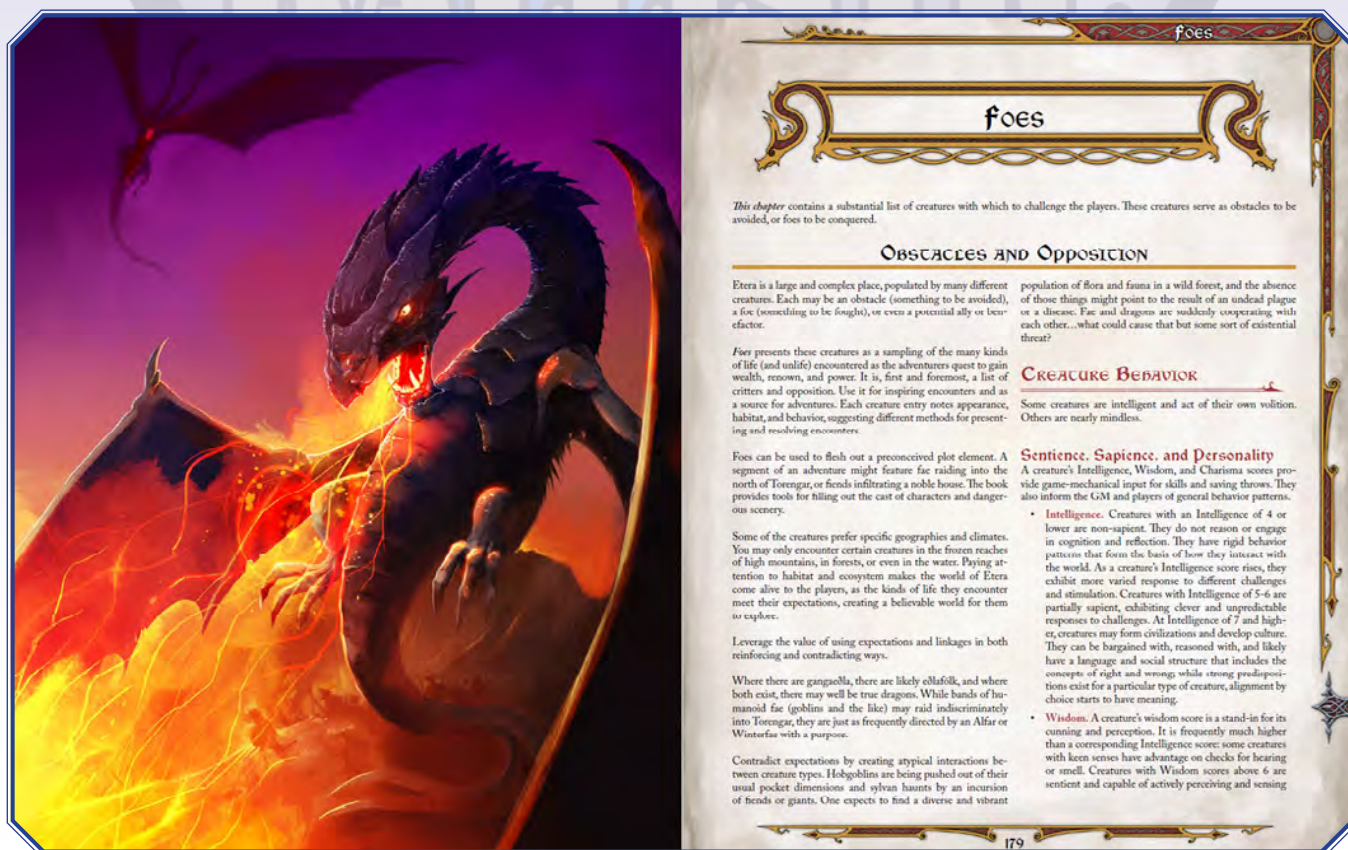 Foes
Foes
This chapter contains a substantial list of creatures with which to challenge the players. These creatures serve as obstacles to be
avoided, or foes to be conquered.
Obstacles and Opposition
Etera is a large and complex place, populated by many different
creatures. Each may be an obstacle (something to be avoided),
a foe (something to be fought), or even a potential ally or ben-
efactor.
Foes presents these creatures as a sampling of the many kinds
of life (and unlife) encountered as the adventurers quest to gain
wealth, renown, and power. It is, first and foremost, a list of
critters and opposition. Use it for inspiring encounters and as
a source for adventures. Each creature entry notes appearance,
habitat, and behavior, suggesting different methods for present-
ing and resolving encounters.
Foes can be used to flesh out a preconceived plot element. A
segment of an adventure might feature fae raiding into the
north of Torengar, or fiends infiltrating a noble house. The book
provides tools for filling out the cast of characters and danger-
ous scenery.
Some of the creatures prefer specific geographies and climates.
You may only encounter certain creatures in the frozen reaches
of high mountains, in forests, or even in the water. Paying at-
tention to habitat and ecosystem makes the world of Etera
come alive to the players, as the kinds of life they encounter
meet their expectations, creating a believable world for them
to explore.
Leverage the value of using expectations and linkages in both
reinforcing and contradicting ways.
Where there are gangaeðla, there are likely eðlafolk, and where
both exist, there may well be true dragons. While bands of hu-
manoid fae (goblins and the like) may raid indiscriminately
into Torengar, they are just as frequently directed by an Alfar or
Winterfae with a purpose.
Contradict expectations by creating atypical interactions be-
tween creature types. Hobgoblins are being pushed out of their
usual pocket dimensions and sylvan haunts by an incursion
of fiends or giants. One expects to find a diverse and vibrant
population of flora and fauna in a wild forest, and the absence
of those things might point to the result of an undead plague
or a disease. Fae and dragons are suddenly cooperating with
each other…what could cause that but some sort of existential
threat?
Creature Behavior
Some creatures are intelligent and act of their own volition.
Others are nearly mindless.
Sentience, Sapience, and Personality
A creature's Intelligence, Wisdom, and Charisma scores pro-
vide game-mechanical input for skills and saving throws. They
also inform the GM and players of general behavior patterns.
• Intelligence. Creatures with an Intelligence of 4 or
lower are non-sapient. They do not reason or engage
in cognition and reflection. They have rigid behavior
patterns that form the basis of how they interact with
the world. As a creature's Intelligence score rises, they
exhibit more varied response to different challenges
and stimulation. Creatures with Intelligence of 5-6 are
partially sapient, exhibiting clever and unpredictable
responses to challenges. At Intelligence of 7 and high-
er, creatures may form civilizations and develop culture.
They can be bargained with, reasoned with, and likely
have a language and social structure that includes the
concepts of right and wrong; while strong predisposi-
tions exist for a particular type of creature, alignment by
choice starts to have meaning.
• Wisdom. A creature's wisdom score is a stand-in for its
cunning and perception. It is frequently much higher
than a corresponding Intelligence score: some creatures
with keen senses have advantage on checks for hearing
or smell. Creatures with Wisdom scores above 6 are
sentient and capable of actively perceiving and sensing
179